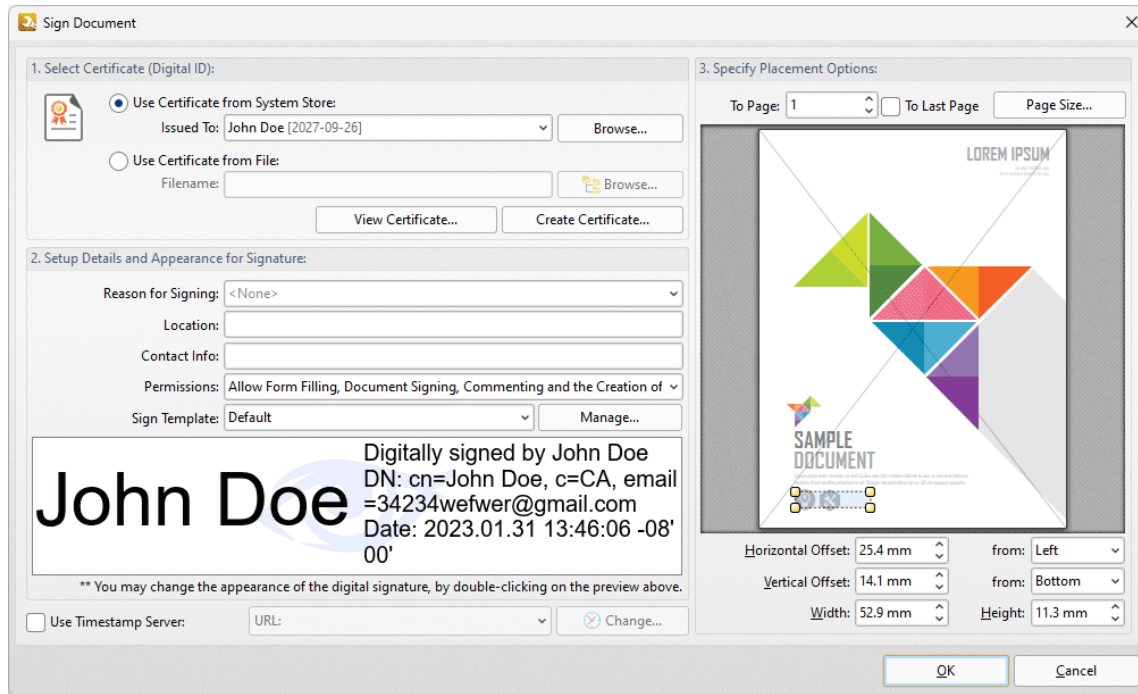 Sign Document
1. Select Certificate (Digital ID):
Use Certificate from System Store:
Issued To: John Doe [2027-09-26]
Browse...
Use Certificate from File:
Filename:
Browse...
View Certificate...
Create Certificate...
2. Setup Details and Appearance for Signature:
Reason for Signing: <None>
Location:
Contact Info:
Permissions: Allow Form Filling, Document Signing, Commenting and the Creation of
Sign Template: Default
Manage...
John Doe
Digitally signed by John Doe
DN: cn=John Doe, c=CA, email
=34234wefwer@gmail.com
Date: 2023.01.31 13:46:06 -08'
00'
** You may change the appearance of the digital signature, by double-clicking on the preview above.
Use Timestamp Server:
URL:
Change...
3. Specify Placement Options:
To Page: 1
To Last Page
Page Size...
LOREM IPSUM
SAMPLE
DOCUMENT
Horizontal Offset: 25.4 mm
from: Left
Vertical Offset: 14.1 mm
from: Bottom
Width: 52.9 mm
Height: 11.3 mm
OK
Cancel